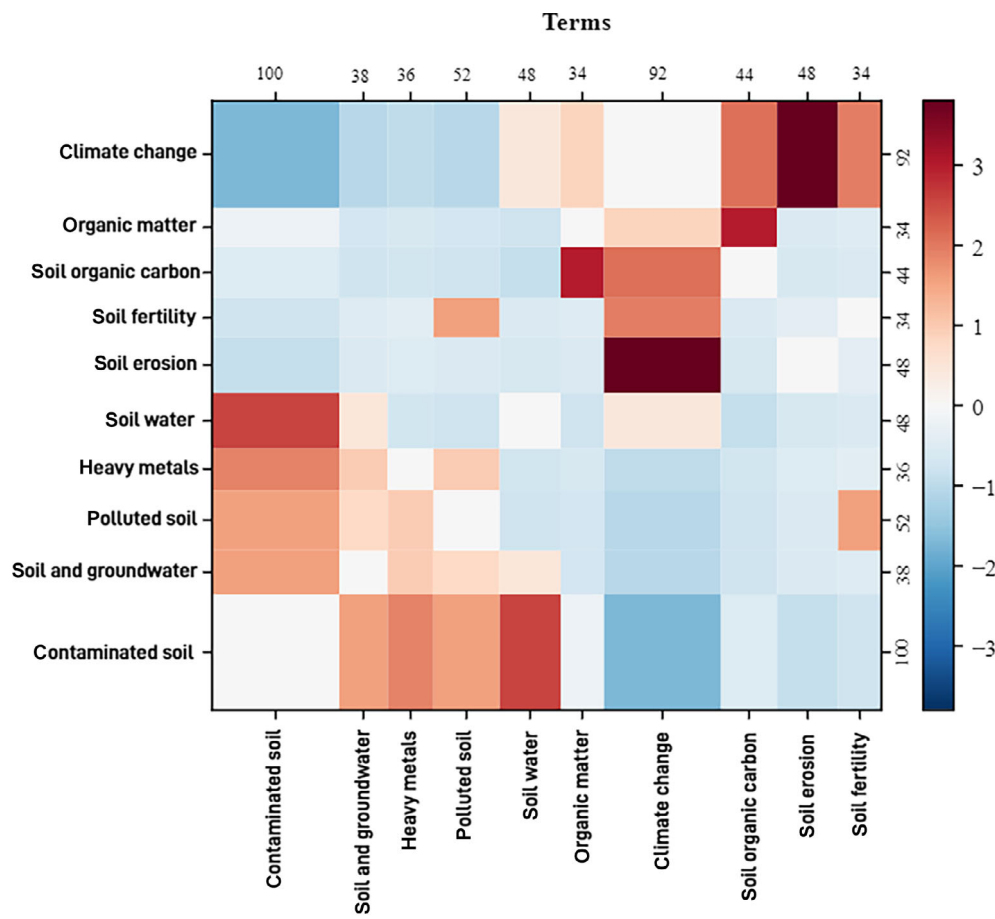 Terms
100 38 36 52 48 34 92 44 48 34
Climate change 92
Organic matter 34
Soil organic carbon 44
Soil fertility 34
Soil erosion 48
Soil water 48
Heavy metals 36
Polluted soil 52
Soil and groundwater 38
Contaminated soil 100
3
2
1
0
−1
−2
−3
Contaminated soil
Soil and groundwater
Heavy metals
Polluted soil
Soil water
Organic matter
Climate change
Soil organic carbon
Soil erosion
Soil fertility